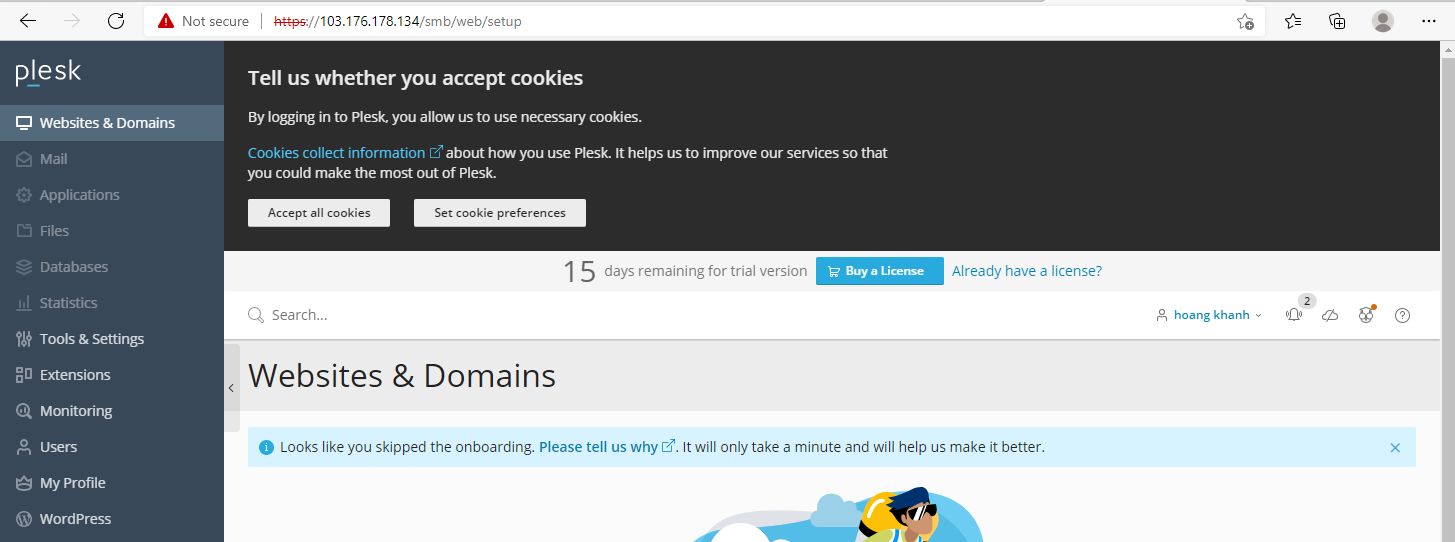 Not secure | https://103.176.178.134/smb/web/setup
plesk
Websites & Domains
Mail
Applications
Files
Databases
Statistics
Tools & Settings
Extensions
Monitoring
Users
My Profile
WordPress
Tell us whether you accept cookies
By logging in to Plesk, you allow us to use necessary cookies.
Cookies collect information about how you use Plesk. It helps us to improve our services so that
you could make the most out of Plesk.
Accept all cookies Set cookie preferences
15 days remaining for trial version Buy a License Already have a license?
Search... hoang khanh 2
Websites & Domains
Looks like you skipped the onboarding. Please tell us why. It will only take a minute and will help us make it better.